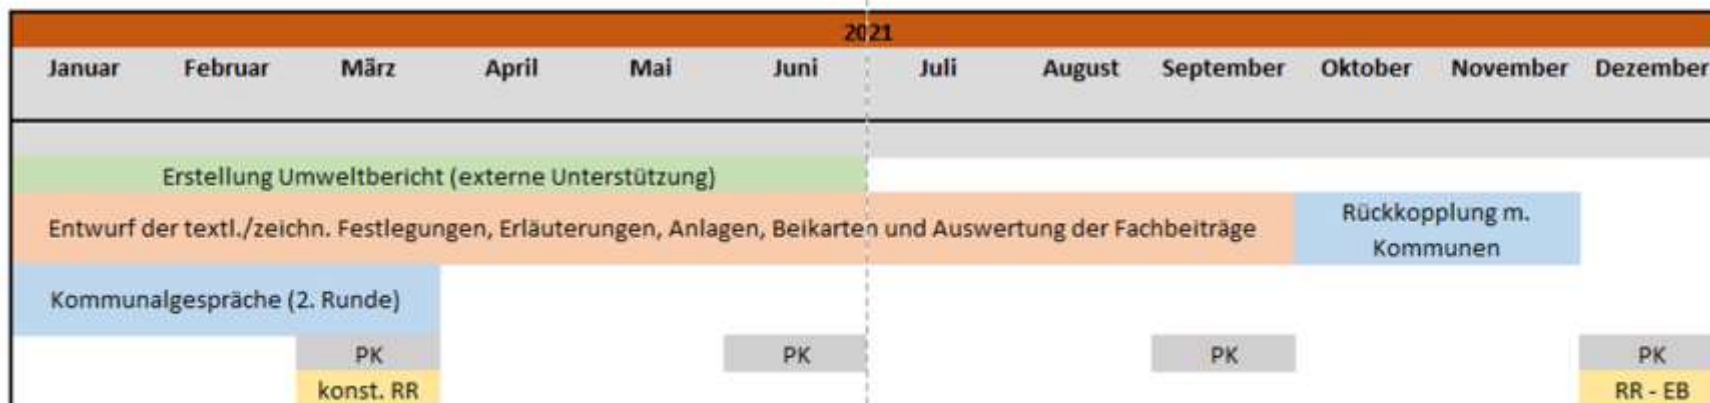 2021
Januar Februar März April Mai Juni Juli August September Oktober November Dezember
Erstellung Umweltbericht (externe Unterstützung)
Entwurf der textl./zeichn. Festlegungen, Erläuterungen, Anlagen, Beikarten und Auswertung der Fachbeiträge
Rückkopplung m.
Kommunen
Kommunalgespräche (2. Runde)
PK PK PK PK
konst. RR RR - EB